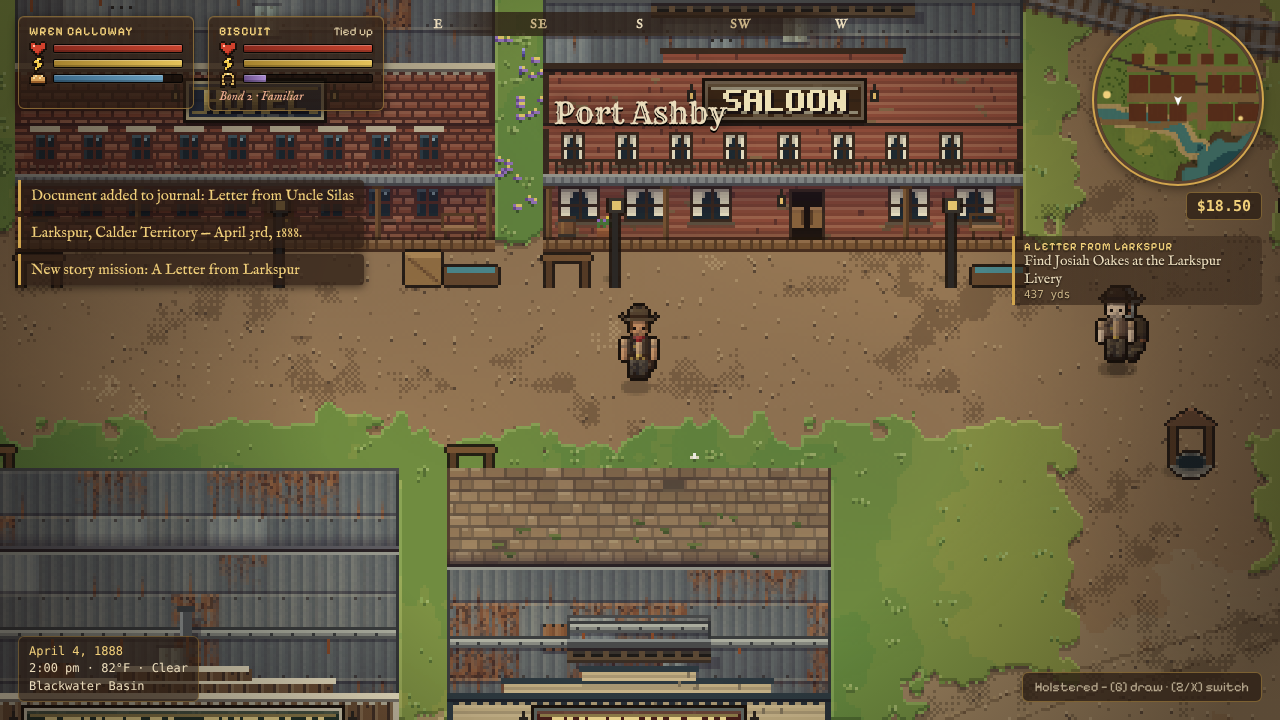 E SE S SW W
WREN CALLOWAY
BISCUIT Tied up
Bond 2 · Familiar
SALOON
Port Ashby
Document added to journal: Letter from Uncle Silas
Larkspur, Calder Territory — April 3rd, 1888.
New story mission: A Letter from Larkspur
$18.50
A LETTER FROM LARKSPUR
Find Josiah Oakes at the Larkspur
Livery
437 yds
April 4, 1888
2:00 pm · 82°F · Clear
Blackwater Basin
Holstered - (G) draw · (Z/X) switch